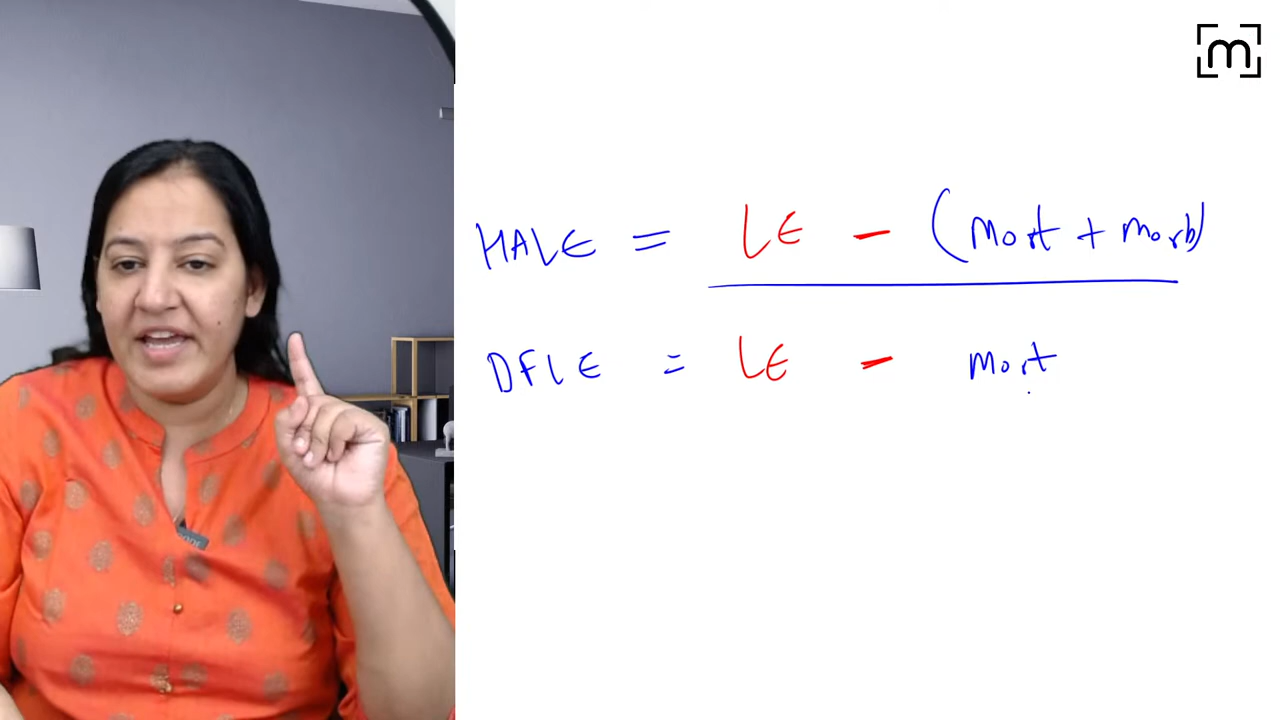 m
HALE = LE - (mort + morb)
DFLE = LE - mort